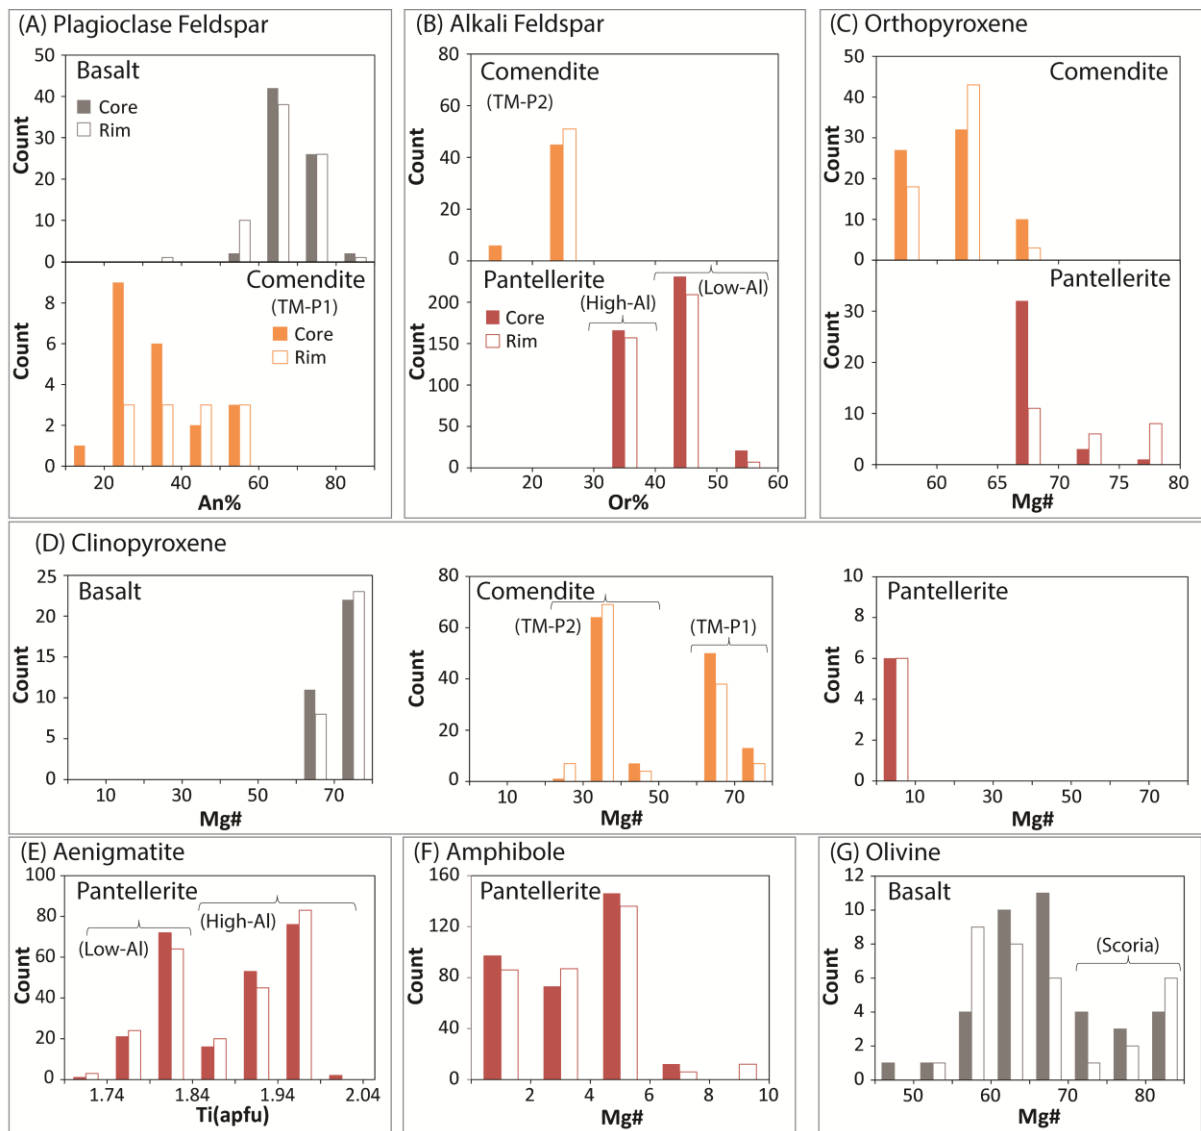 (A) Plagioclase Feldspar
50
40
30
20
10
0
Count
Basalt
Core
Rim
8
6
4
2
0
Count
Comendite
(TM-P1)
Core
Rim
20
40
60
80
An%
(B) Alkali Feldspar
80
60
40
20
0
Count
Comendite
(TM-P2)
200
150
100
50
0
Count
Pantellerite
(High-Al)
(Low-Al)
Core
Rim
20
30
40
50
60
Or%
(C) Orthopyroxene
50
40
30
20
10
0
Count
Comendite
30
20
10
0
Count
Pantellerite
60
65
70
75
80
Mg#
(D) Clinopyroxene
25
20
15
10
5
0
Count
Basalt
10
30
50
70
Mg#
80
60
40
20
0
Count
Comendite
(TM-P2)
(TM-P1)
10
30
50
70
Mg#
10
8
6
4
2
0
Count
Pantellerite
10
30
50
70
Mg#
(E) Aenigmatite
100
80
60
40
20
0
Count
Pantellerite
(Low-Al)
(High-Al)
1.74
1.84
1.94
2.04
Ti(apfu)
(F) Amphibole
160
120
80
40
0
Count
Pantellerite
2
4
6
8
10
Mg#
(G) Olivine
12
10
8
6
4
2
0
Count
Basalt
(Scoria)
50
60
70
80
Mg#